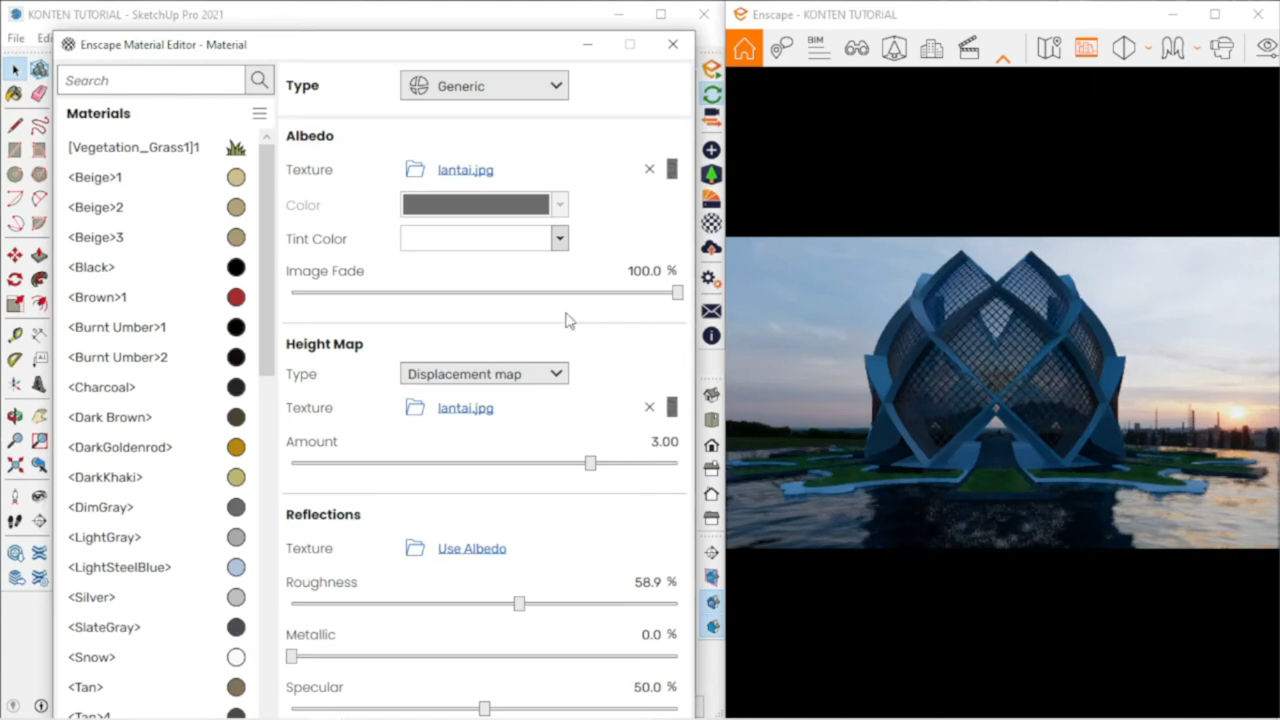 KONTEN TUTORIAL - SketchUp Pro 2021
File
Enscape Material Editor - Material
Search
Materials
[Vegetation_Grass1]1
<Beige>1
<Beige>2
<Beige>3
<Black>
<Brown>1
<Burnt Umber>1
<Burnt Umber>2
<Charcoal>
<Dark Brown>
<DarkGoldenrod>
<DarkKhaki>
<DimGray>
<LightGray>
<LightSteelBlue>
<Silver>
<SlateGray>
<Snow>
<Tan>
Type
Generic
Albedo
Texture
lantai.jpg
Color
Tint Color
Image Fade
100.0 %
Height Map
Type
Displacement map
Texture
lantai.jpg
Amount
3.00
Reflections
Texture
Use Albedo
Roughness
58.9 %
Metallic
0.0 %
Specular
50.0 %
Enscape - KONTEN TUTORIAL
BIM